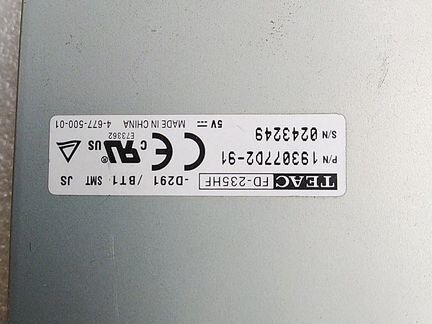 TEAC FD-235HF -D291 /BT1 SMT JS
P/N 193077D2-91 CE c RU® US
S/N 0243249 E73362
5V MADE IN CHINA 4-677-500-01